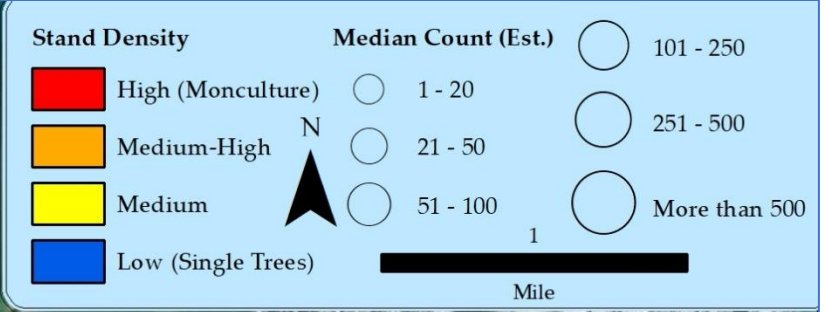 Stand Density
High (Monculture)
Medium-High
Medium
Low (Single Trees)
N
Median Count (Est.)
1 - 20
21 - 50
51 - 100
101 - 250
251 - 500
More than 500
1
Mile